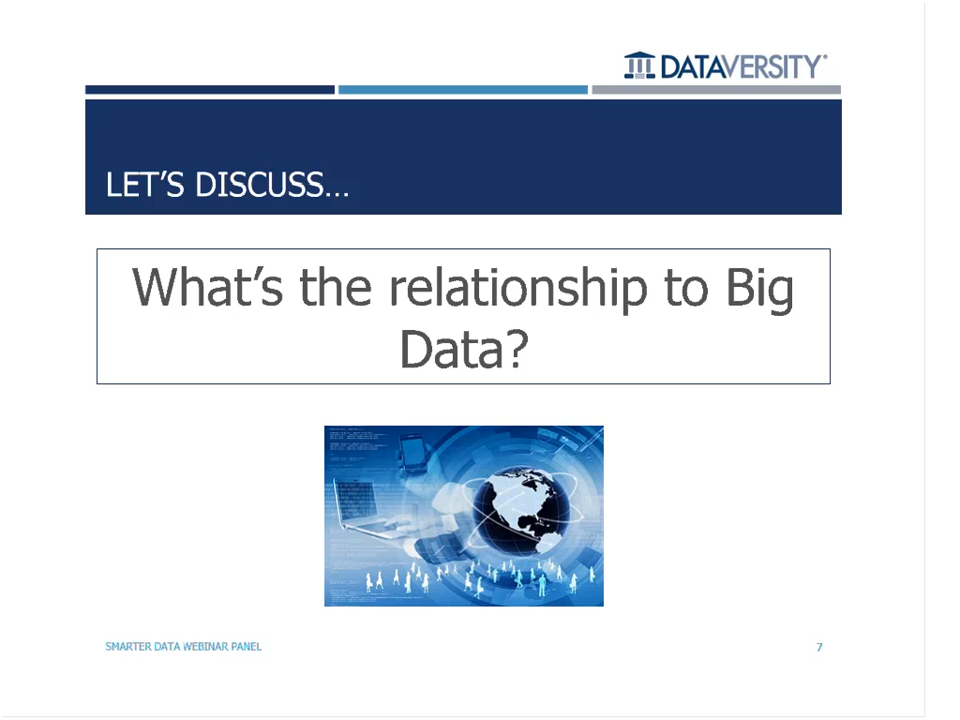 DATAVERSITY
LET'S DISCUSS...
What's the relationship to Big
Data?
SMARTER DATA WEBINAR PANEL
7